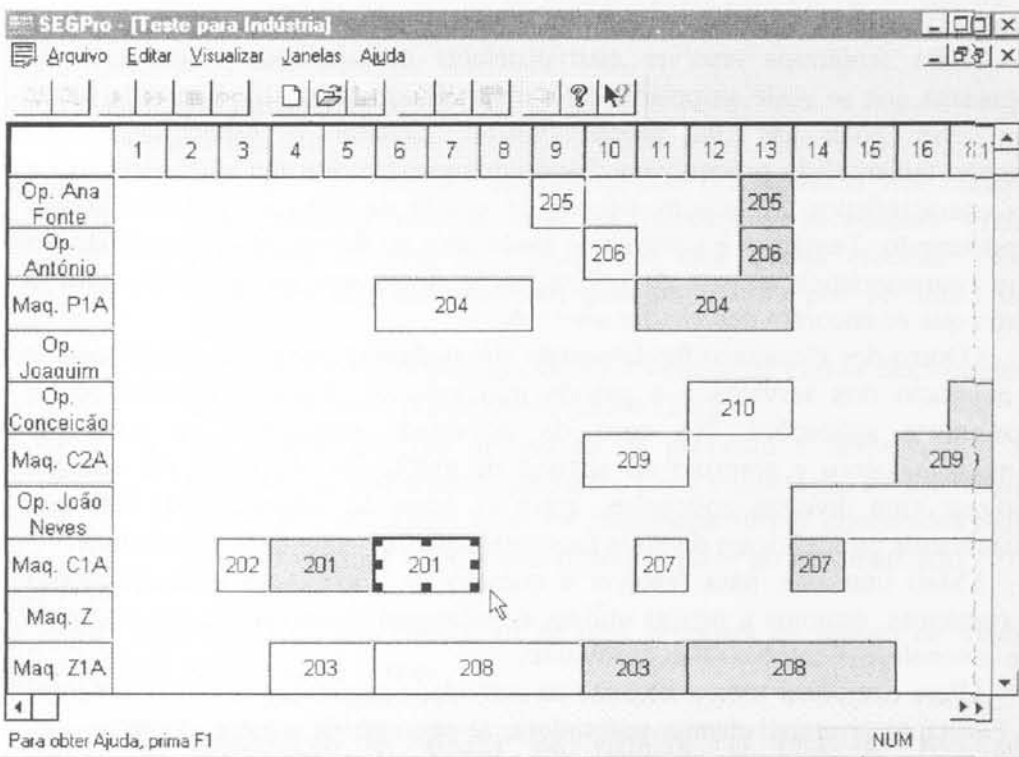 SEGPro - [Teste para Indústria]
Arquivo Editar Visualizar Janelas Ajuda
1 2 3 4 5 6 7 8 9 10 11 12 13 14 15 16
Op. Ana
Fonte
205 205
Op.
António
206 206
Maq. P1A 204 204
Op.
Joaquim
Op.
Conceicão
210
Maq. C2A 209 209
Op. João
Neves
Maq. C1A 202 201 201 207 207
Maq. Z
Maq. Z1A 203 208 203 208
Para obter Ajuda, prima F1 NUM